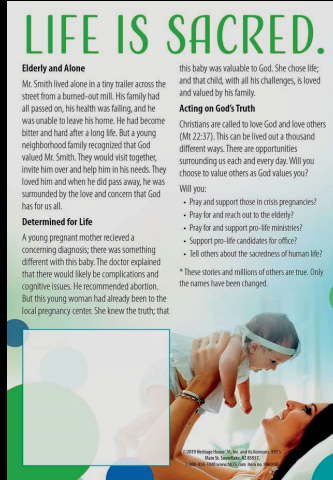 LIFE IS SACRED.
Elderly and Alone
Mr. Smith lived alone in a tiny trailer across the
street from a burned-out mill. His family had
all passed on, his health was failing, and he
was unable to leave his home. He had become
bitter and hard after a long life. But a young
neighborhood family recognized that God
valued Mr. Smith. They would visit together,
invite him over and help him in his needs. They
loved him and when he did pass away, he was
surrounded by the love and concern that God
has for us all.
Determined for Life
A young pregnant mother recieved a
concerning diagnosis; there was something
different with this baby. The doctor explained
that there would likely be complications and
cognitive issues. He recommended abortion.
But this young woman had already been to the
local pregnancy center. She knew the truth; that
this baby was valuable to God. She chose life;
and that child, with all his challenges, is loved
and valued by his family.
Acting on God's Truth
Christians are called to love God and love others
(Mt 22:37). This can be lived out a thousand
different ways. There are opportunities
surrounding us each and every day. Will you
choose to value others as God values you?
Will you:
• Pray and support those in crisis pregnancies?
• Pray for and reach out to the elderly?
• Pray for and support pro-life ministries?
• Support pro-life candidates for office?
• Tell others about the sacredness of human life?
* These stories and millions of others are true. Only
the names have been changed.
©2019 Heritage House '76, Inc. and its licensors, 919 S
Main St. Snowflake, AZ 85937.